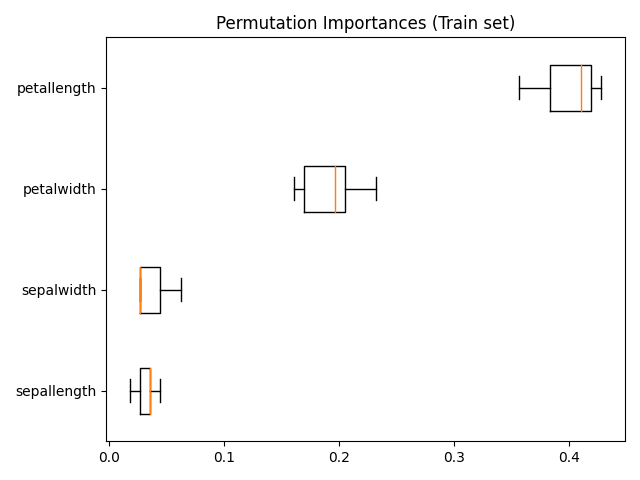 Permutation Importances (Train set)
petallength
petalwidth
sepalwidth
sepallength
0.0 0.1 0.2 0.3 0.4